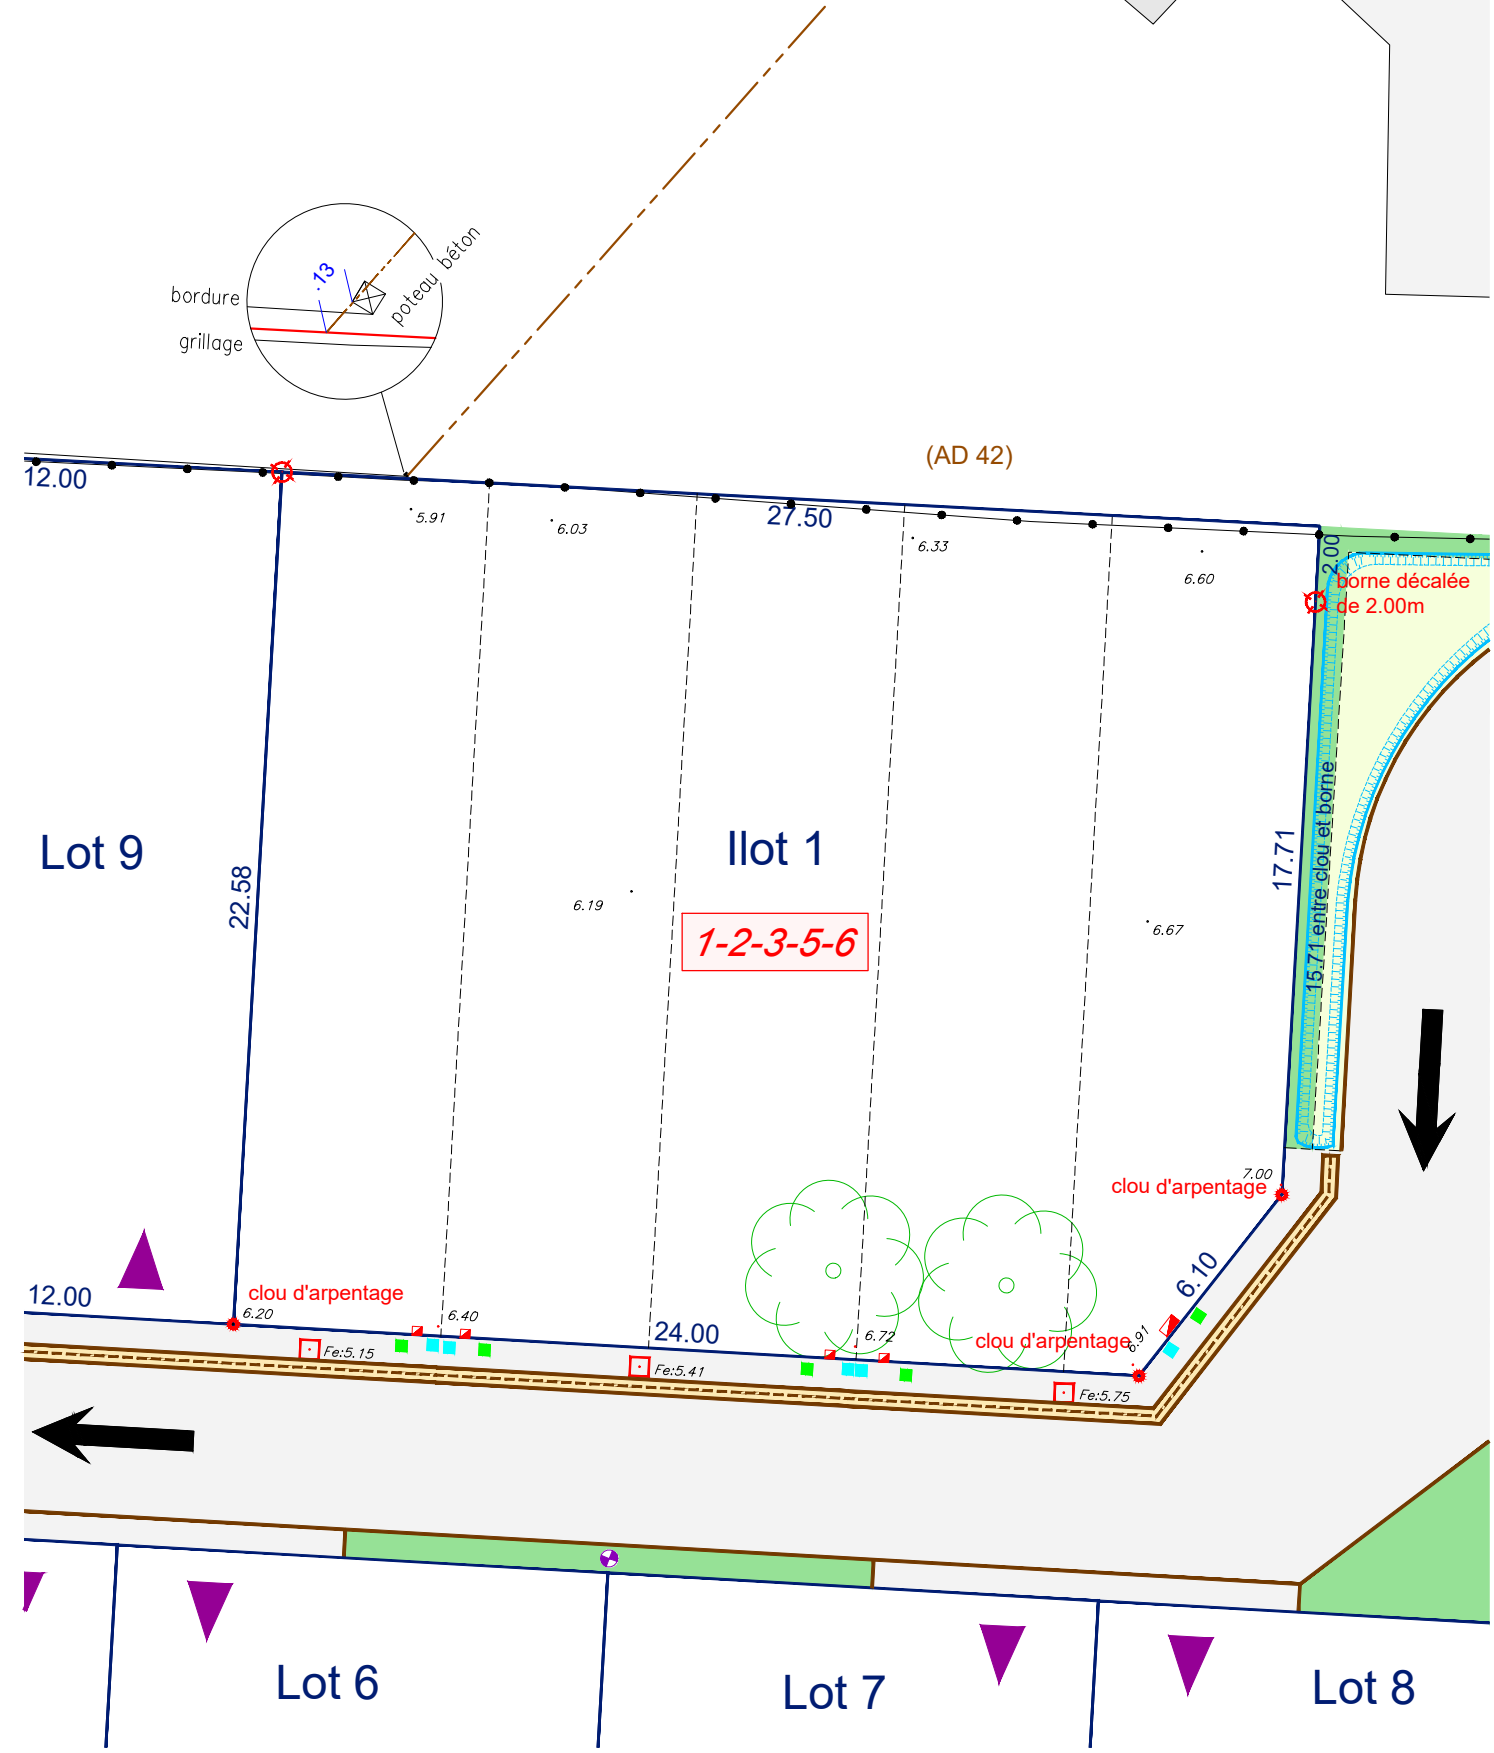 .13
poteau béton
bordure
grillage
(AD 42)
12.00
5.91
6.03
27.50
6.33
6.60
2.00
borne décalée
de 2.00m
Lot 9
22.58
Ilot 1
17.71
15.71 entre clou et borne
6.19
1-2-3-5-6
6.67
7.00
clou d'arpentage
12.00
clou d'arpentage
6.20
6.40
24.00
6.72
clou d'arpentage
6.91
6.10
Fe:5.15
Fe:5.41
Fe:5.75
Lot 6
Lot 7
Lot 8